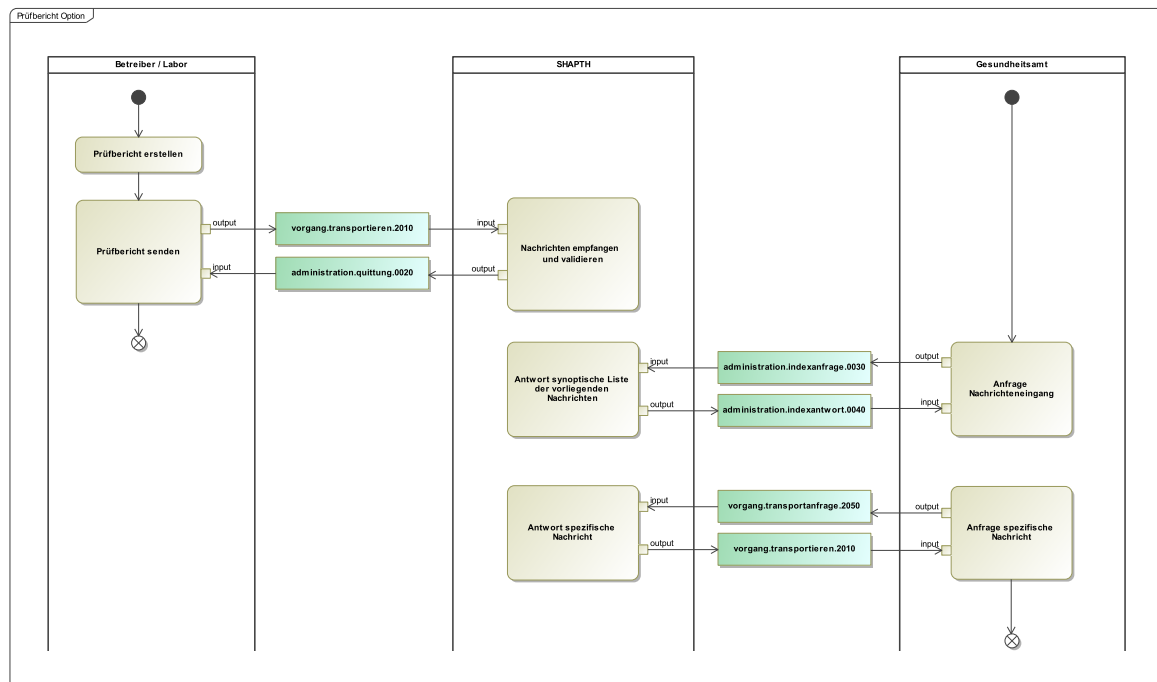 Prüfbericht Option
Betreiber / Labor
SHAPTH
Gesundheitsamt
Prüfbericht erstellen
Prüfbericht senden
output
vorgang.transportieren.2010
input
Nachrichten empfangen
und validieren
input
administration.quittung.0020
output
Antwort synoptische Liste
der vorliegenden
Nachrichten
input
administration.indexanfrage.0030
output
Anfrage
Nachrichteneingang
output
administration.indexantwort.0040
input
Antwort spezifische
Nachricht
input
vorgang.transportanfrage.2050
output
Anfrage spezifische
Nachricht
output
vorgang.transportieren.2010
input